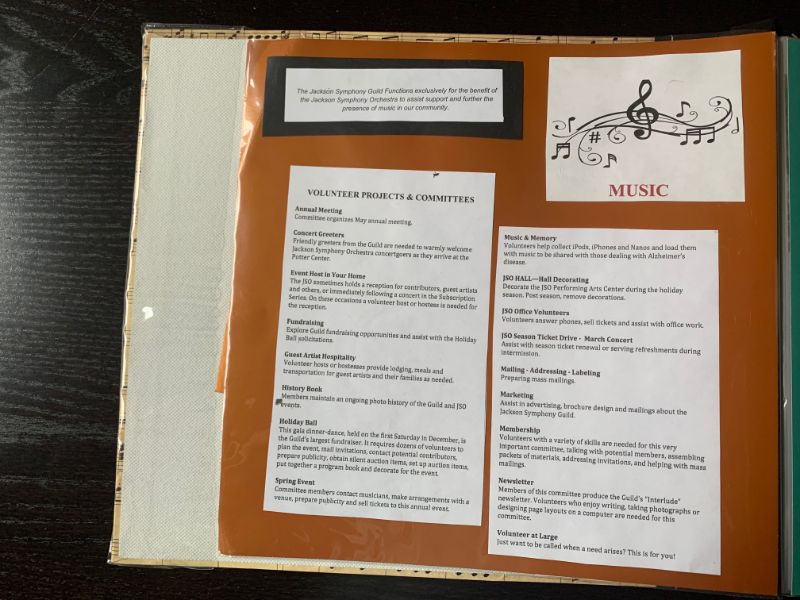 The Jackson Symphony Guild Functions exclusively for the benefit of
the Jackson Symphony Orchestra to assist support and further the
presence of music in our community.
MUSIC
VOLUNTEER PROJECTS & COMMITTEES
Annual Meeting
Committee organizes May annual meeting.
Concert Greeters
Friendly greeters from the Guild are needed to warmly welcome
Jackson Symphony Orchestra concertgoers as they arrive at the
Potter Center.
Event Host in Your Home
The JSO sometimes holds a reception for contributors, guest artists
and others, or immediately following a concert in the Subscription
Series. On these occasions a volunteer host or hostess is needed for
the reception.
Fundraising
Explore Guild fundraising opportunities and assist with the Holiday
Ball solicitations.
Guest Artist Hospitality
Volunteer hosts or hostesses provide lodging, meals and
transportation for guest artists and their families as needed.
History Book
Members maintain an ongoing photo history of the Guild and JSO
events.
Holiday Ball
This gala dinner-dance, held on the first Saturday in December, is
the Guild's largest fundraiser. It requires dozens of volunteers to
plan the event, mail invitations, contact potential contributors,
prepare publicity, obtain silent auction items, set up auction items,
put together a program book and decorate for the event.
Spring Event
Committee members contact musicians, make arrangements with a
venue, prepare publicity and sell tickets to this annual event.
Music & Memory
Volunteers help collect iPods, iPhones and Nanos and load them
with music to be shared with those dealing with Alzheimer's
disease.
JSO HALL—Hall Decorating
Decorate the JSO Performing Arts Center during the holiday
season. Post season, remove decorations.
JSO Office Volunteers
Volunteers answer phones, sell tickets and assist with office work.
JSO Season Ticket Drive - March Concert
Assist with season ticket renewal or serving refreshments during
intermission.
Mailing - Addressing - Labeling
Preparing mass mailings.
Marketing
Assist in advertising, brochure design and mailings about the
Jackson Symphony Guild.
Membership
Volunteers with a variety of skills are needed for this very
important committee, talking with potential members, assembling
packets of materials, addressing invitations, and helping with mass
mailings.
Newsletter
Members of this committee produce the Guild's "Interlude"
newsletter. Volunteers who enjoy writing, taking photographs or
designing page layouts on a computer are needed for this
committee.
Volunteer at Large
Just want to be called when a need arises? This is for you!